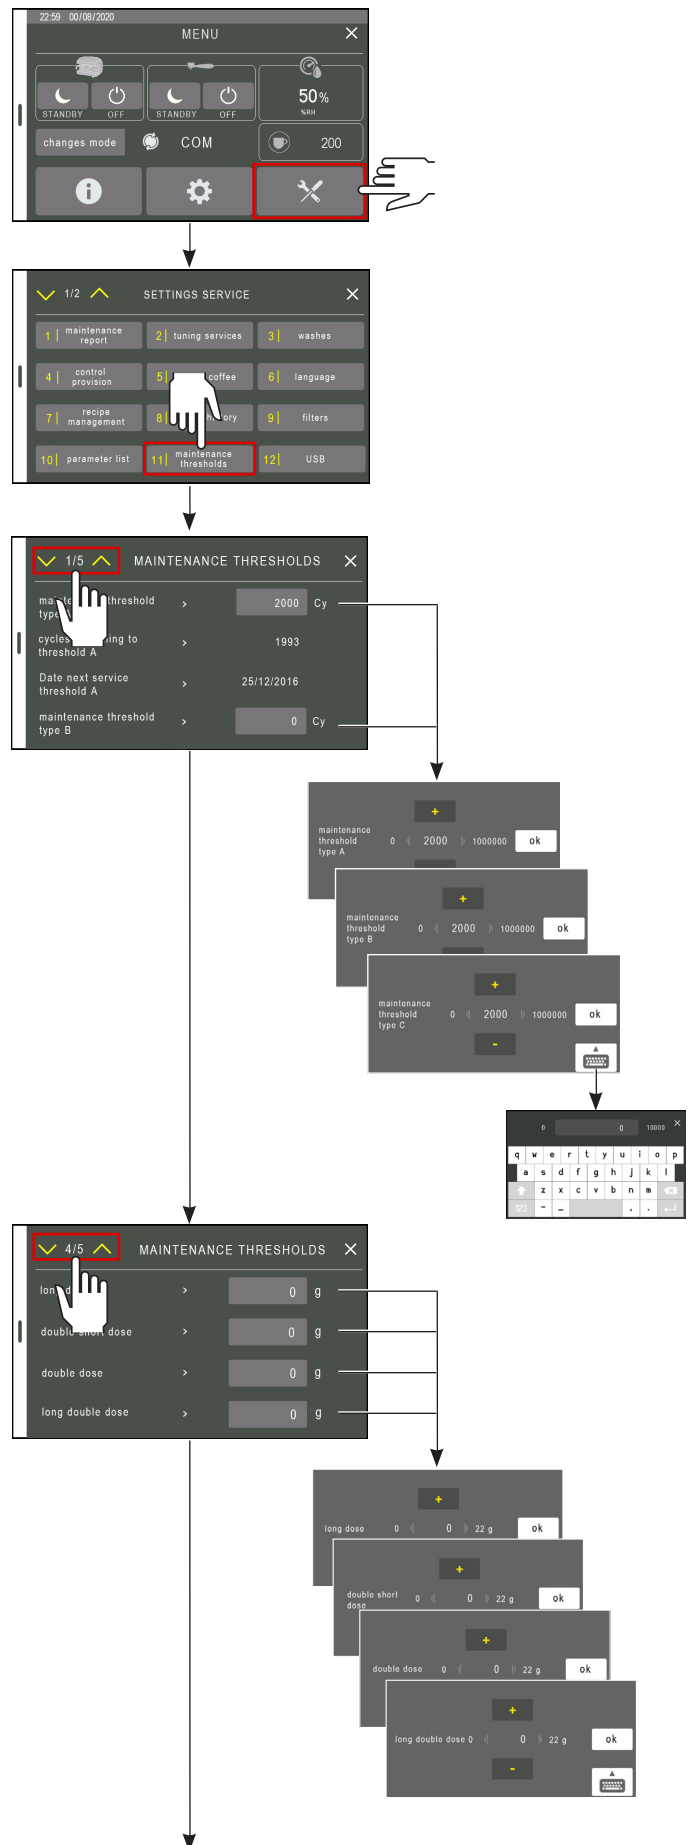 22:59 00/08/2020
MENU
STANDBY OFF STANDBY OFF
50%
%RH
changes mode COM 200
1/2 SETTINGS SERVICE
1| maintenance report
2| tuning services
3| washes
4| control provision
5| coffee
6| language
7| recipe management
8|
9| filters
10| parameter list
11| maintenance thresholds
12| USB
1/5 MAINTENANCE THRESHOLDS
threshold > 2000 Cy
cycles to > 1993
threshold A
Date next service > 25/12/2016
threshold A
maintenance threshold > 0 Cy
type B
+
maintenance
threshold 0 2000 1000000 ok
type A
+
maintenance
threshold 0 2000 1000000 ok
type B
+
maintenance
threshold 0 2000 1000000 ok
type C
-
0 0 10000
q w e r t y u i o p
a s d f g h j k l
z x c v b n m
123 - _ , .
4/5 MAINTENANCE THRESHOLDS
> 0 g
double short dose > 0 g
double dose > 0 g
long double dose > 0 g
+
long dose 0 0 22 g ok
+
double short 0 0 22 g ok
dose
+
double dose 0 0 22 g ok
+
long double dose 0 0 22 g ok
-